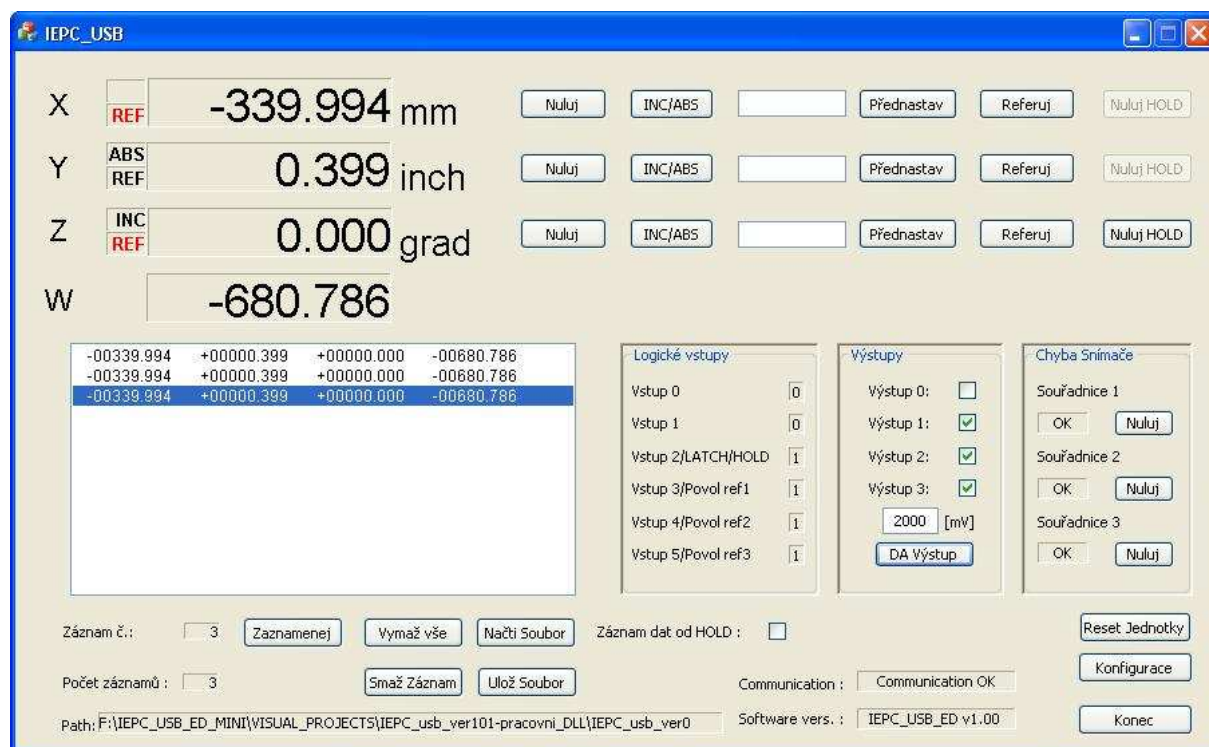 IEPC_USB
X REF -339.994 mm Nuluj INC/ABS Přednastav Referuj Nuluj HOLD
Y ABS REF 0.399 inch Nuluj INC/ABS Přednastav Referuj Nuluj HOLD
Z INC REF 0.000 grad Nuluj INC/ABS Přednastav Referuj Nuluj HOLD
W -680.786
-00339.994 +00000.399 +00000.000 -00680.786
-00339.994 +00000.399 +00000.000 -00680.786
-00339.994 +00000.399 +00000.000 -00680.786
Logické vstupy
Vstup 0 0
Vstup 1 0
Vstup 2/LATCH/HOLD 1
Vstup 3/Povol ref1 1
Vstup 4/Povol ref2 1
Vstup 5/Povol ref3 1
Výstupy
Výstup 0:
Výstup 1:
Výstup 2:
Výstup 3:
2000 [mV]
DA Výstup
Chyba Snímače
Souřadnice 1
OK Nuluj
Souřadnice 2
OK Nuluj
Souřadnice 3
OK Nuluj
Záznam č.: 3 Zaznamenej Vymaž vše Načti Soubor Záznam dat od HOLD : Reset Jednotky
Počet záznamů : 3 Smaž Záznam Ulož Soubor Communication : Communication OK Konfigurace
Path: F:\IEPC_USB_ED_MINI\VISUAL_PROJECTS\IEPC_usb_ver101-pracovni_DLL\IEPC_usb_ver0 Software vers. : IEPC_USB_ED v1.00 Konec